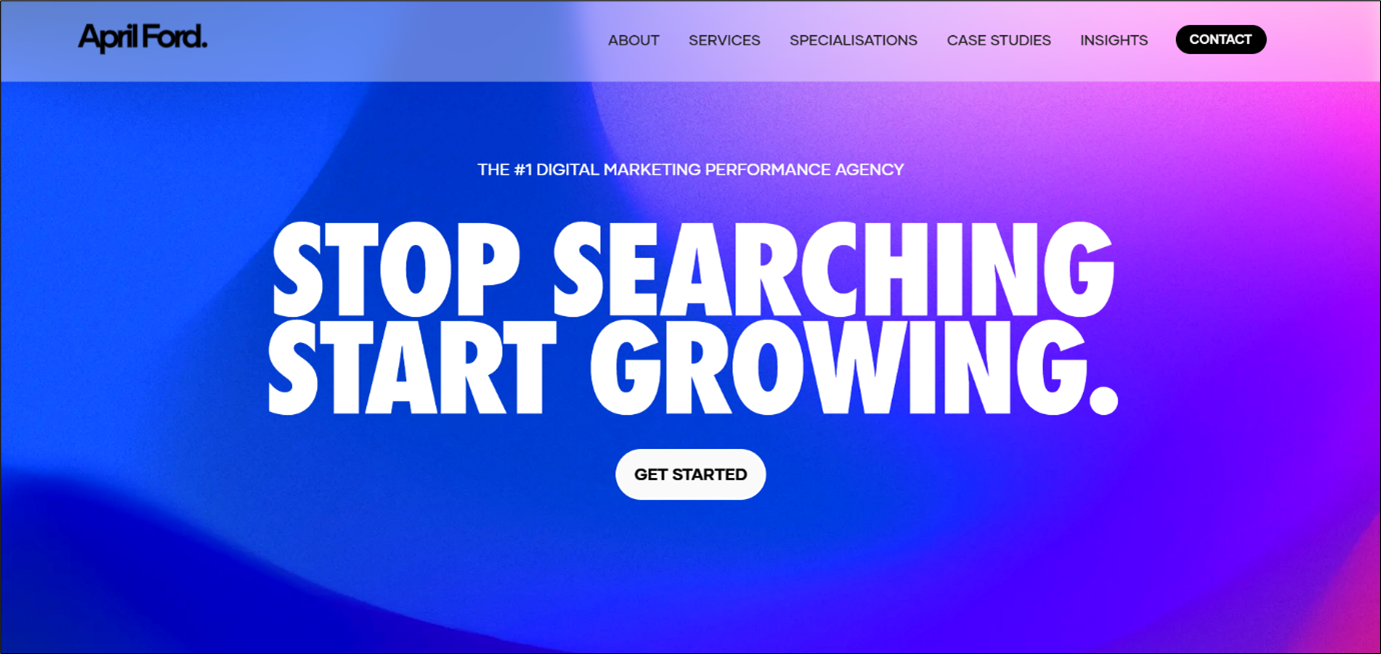 April Ford.
ABOUT SERVICES SPECIALISATIONS CASE STUDIES INSIGHTS CONTACT
THE #1 DIGITAL MARKETING PERFORMANCE AGENCY
STOP SEARCHING
START GROWING.
GET STARTED